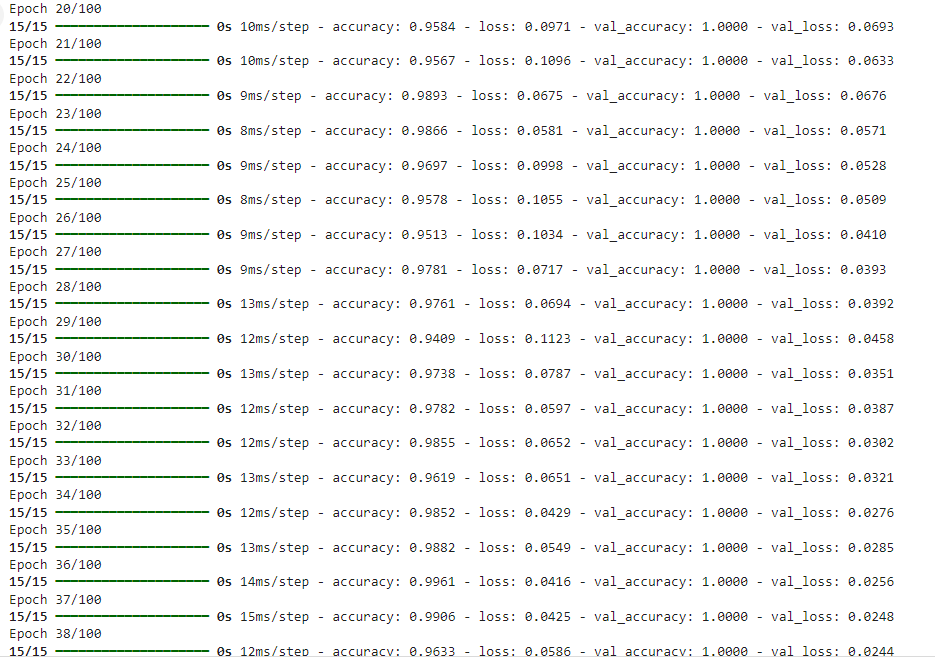 Epoch 20/100
15/15 ━━━━━━━━━━━━━━━━━━━━ 0s 10ms/step - accuracy: 0.9584 - loss: 0.0971 - val_accuracy: 1.0000 - val_loss: 0.0693
Epoch 21/100
15/15 ━━━━━━━━━━━━━━━━━━━━ 0s 10ms/step - accuracy: 0.9567 - loss: 0.1096 - val_accuracy: 1.0000 - val_loss: 0.0633
Epoch 22/100
15/15 ━━━━━━━━━━━━━━━━━━━━ 0s 9ms/step - accuracy: 0.9893 - loss: 0.0675 - val_accuracy: 1.0000 - val_loss: 0.0676
Epoch 23/100
15/15 ━━━━━━━━━━━━━━━━━━━━ 0s 8ms/step - accuracy: 0.9866 - loss: 0.0581 - val_accuracy: 1.0000 - val_loss: 0.0571
Epoch 24/100
15/15 ━━━━━━━━━━━━━━━━━━━━ 0s 9ms/step - accuracy: 0.9697 - loss: 0.0998 - val_accuracy: 1.0000 - val_loss: 0.0528
Epoch 25/100
15/15 ━━━━━━━━━━━━━━━━━━━━ 0s 8ms/step - accuracy: 0.9578 - loss: 0.1055 - val_accuracy: 1.0000 - val_loss: 0.0509
Epoch 26/100
15/15 ━━━━━━━━━━━━━━━━━━━━ 0s 9ms/step - accuracy: 0.9513 - loss: 0.1034 - val_accuracy: 1.0000 - val_loss: 0.0410
Epoch 27/100
15/15 ━━━━━━━━━━━━━━━━━━━━ 0s 9ms/step - accuracy: 0.9781 - loss: 0.0717 - val_accuracy: 1.0000 - val_loss: 0.0393
Epoch 28/100
15/15 ━━━━━━━━━━━━━━━━━━━━ 0s 13ms/step - accuracy: 0.9761 - loss: 0.0694 - val_accuracy: 1.0000 - val_loss: 0.0392
Epoch 29/100
15/15 ━━━━━━━━━━━━━━━━━━━━ 0s 12ms/step - accuracy: 0.9409 - loss: 0.1123 - val_accuracy: 1.0000 - val_loss: 0.0458
Epoch 30/100
15/15 ━━━━━━━━━━━━━━━━━━━━ 0s 13ms/step - accuracy: 0.9738 - loss: 0.0787 - val_accuracy: 1.0000 - val_loss: 0.0351
Epoch 31/100
15/15 ━━━━━━━━━━━━━━━━━━━━ 0s 12ms/step - accuracy: 0.9782 - loss: 0.0597 - val_accuracy: 1.0000 - val_loss: 0.0387
Epoch 32/100
15/15 ━━━━━━━━━━━━━━━━━━━━ 0s 12ms/step - accuracy: 0.9855 - loss: 0.0652 - val_accuracy: 1.0000 - val_loss: 0.0302
Epoch 33/100
15/15 ━━━━━━━━━━━━━━━━━━━━ 0s 13ms/step - accuracy: 0.9619 - loss: 0.0651 - val_accuracy: 1.0000 - val_loss: 0.0321
Epoch 34/100
15/15 ━━━━━━━━━━━━━━━━━━━━ 0s 12ms/step - accuracy: 0.9852 - loss: 0.0429 - val_accuracy: 1.0000 - val_loss: 0.0276
Epoch 35/100
15/15 ━━━━━━━━━━━━━━━━━━━━ 0s 13ms/step - accuracy: 0.9882 - loss: 0.0549 - val_accuracy: 1.0000 - val_loss: 0.0285
Epoch 36/100
15/15 ━━━━━━━━━━━━━━━━━━━━ 0s 14ms/step - accuracy: 0.9961 - loss: 0.0416 - val_accuracy: 1.0000 - val_loss: 0.0256
Epoch 37/100
15/15 ━━━━━━━━━━━━━━━━━━━━ 0s 15ms/step - accuracy: 0.9906 - loss: 0.0425 - val_accuracy: 1.0000 - val_loss: 0.0248
Epoch 38/100
15/15 ━━━━━━━━━━━━━━━━━━━━ 0s 12ms/step - accuracy: 0.9633 - loss: 0.0586 - val_accuracy: 1.0000 - val_loss: 0.0244